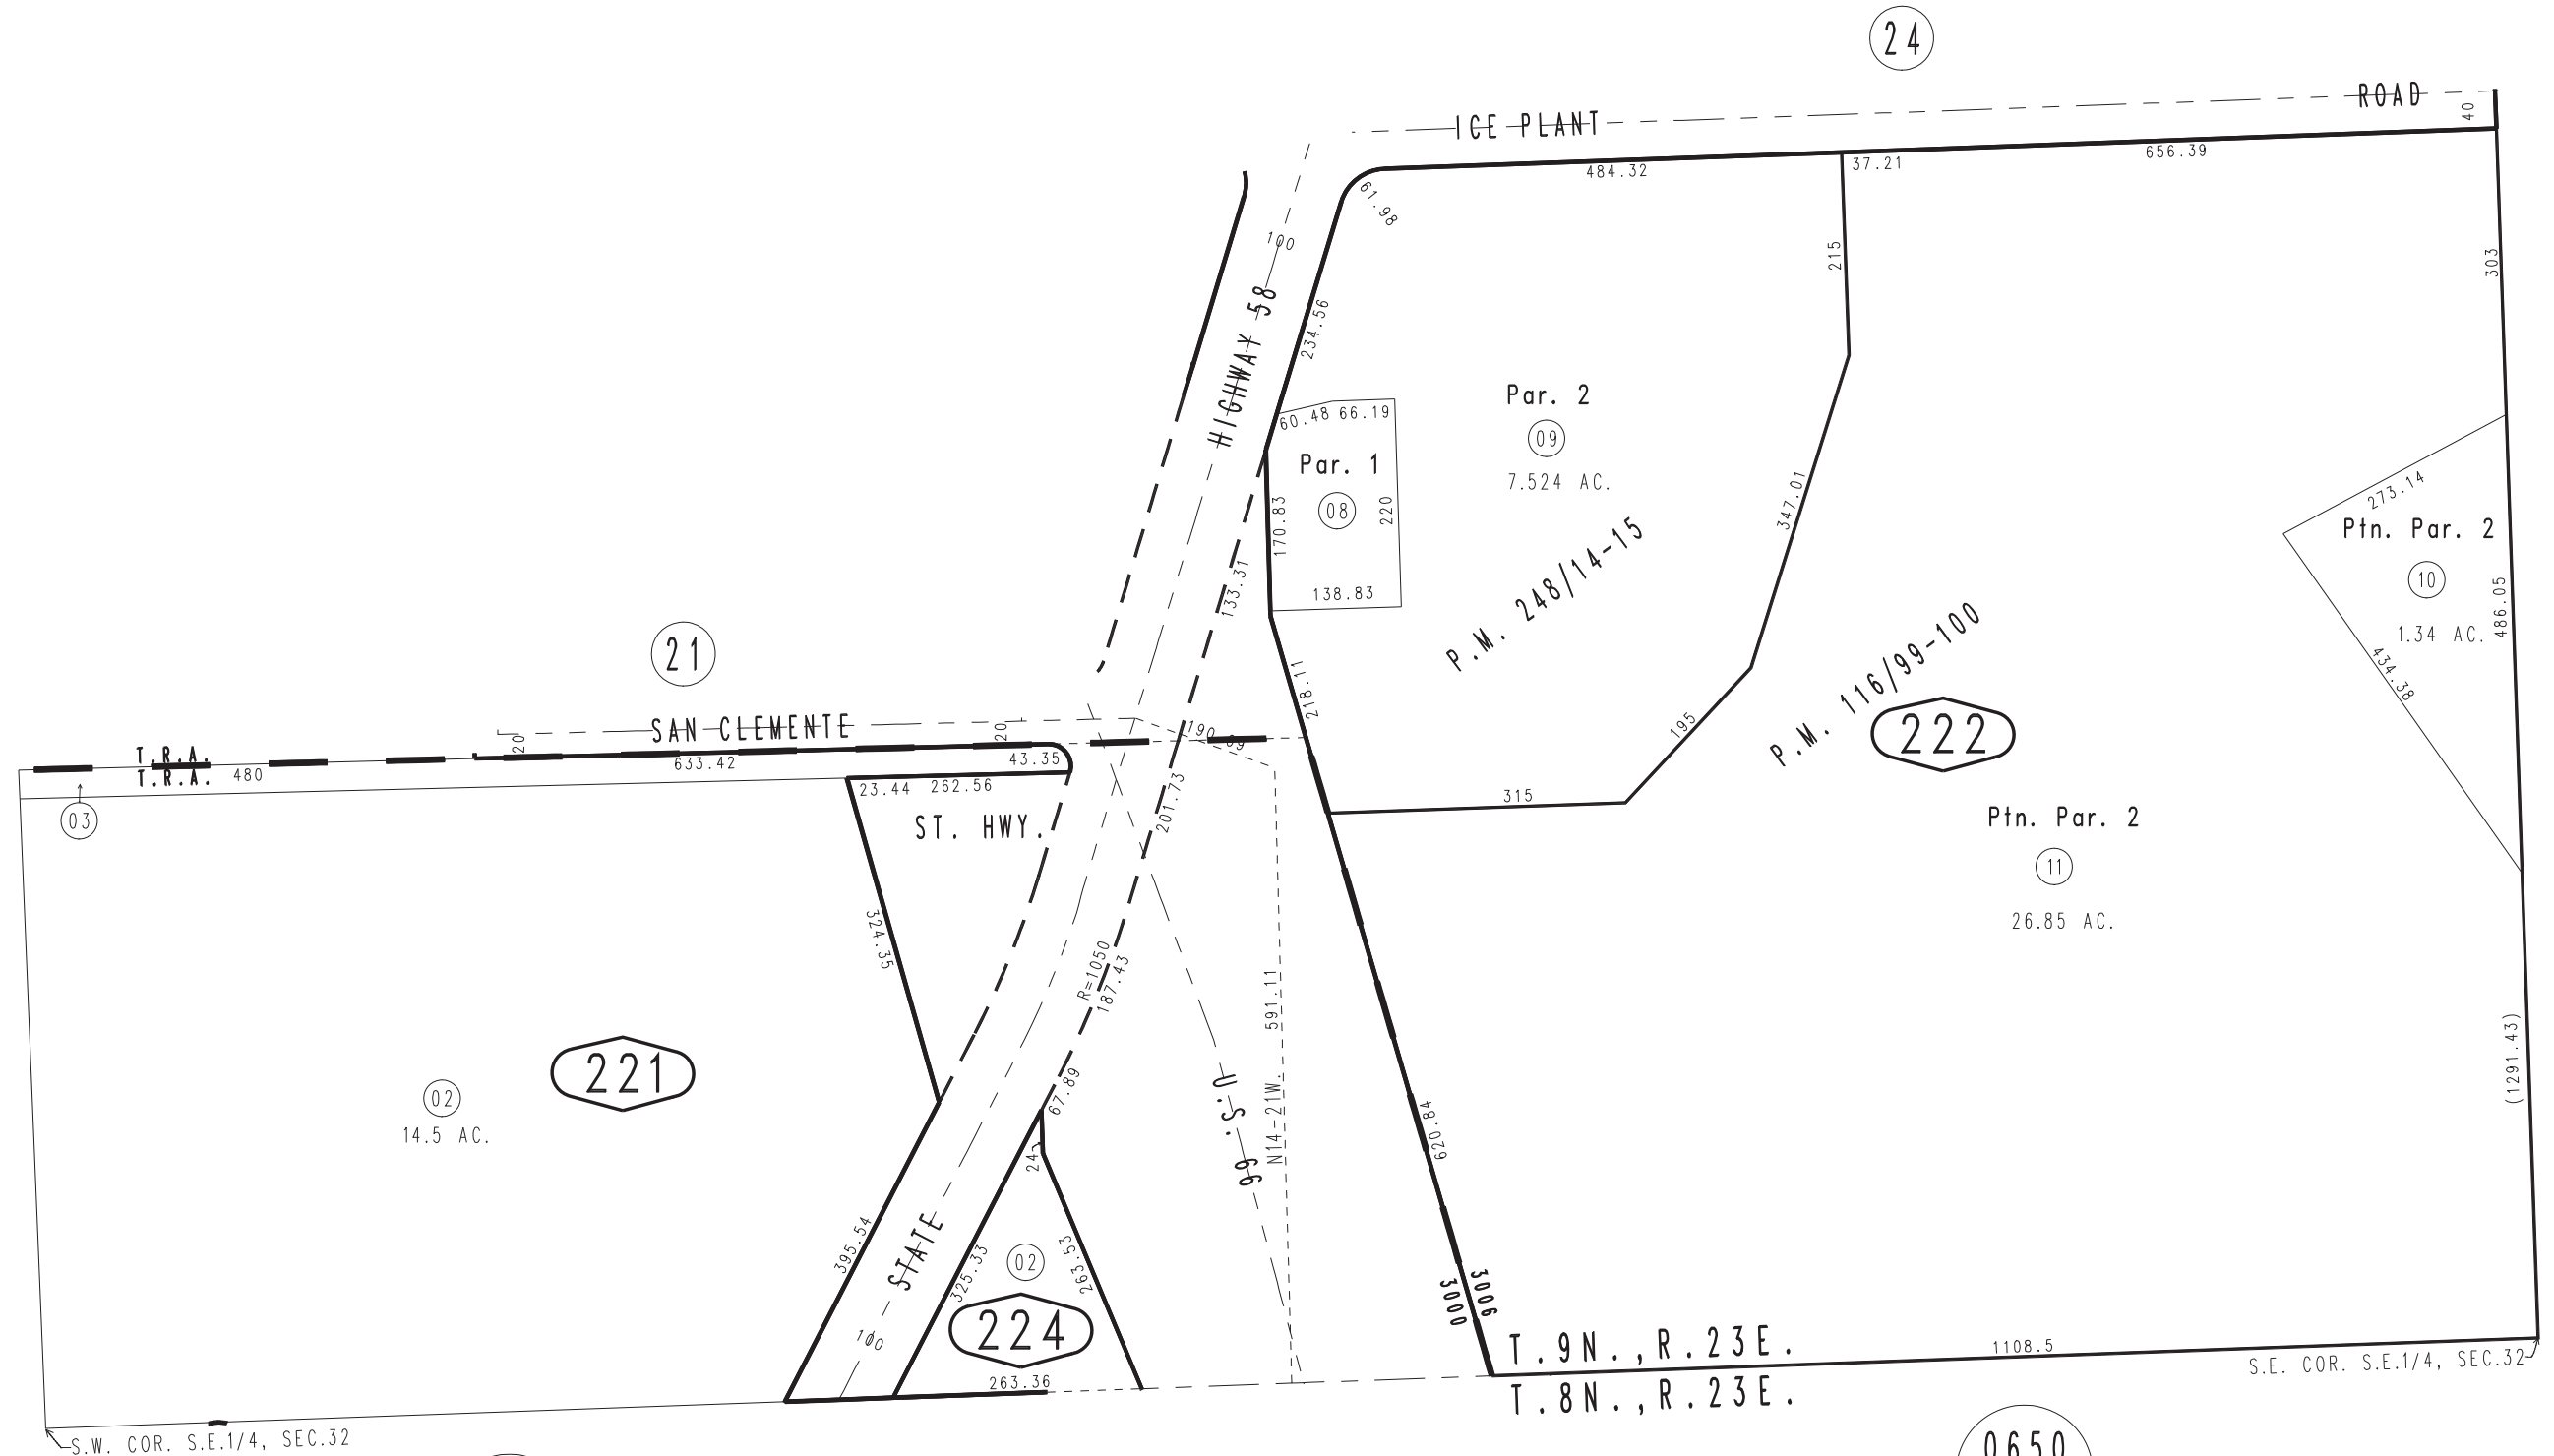 24
ICE PLANT
ROAD
40
484.32
37.21
656.39
61.98
100
215
303
HIGHWAY 58
234.56
Par. 2
09
7.524 AC.
60.48 66.19
Par. 1
08
170.83
220
138.83
347.01
273.14
Ptn. Par. 2
10
1.34 AC.
486.05
434.38
P.M. 248/14-15
133.31
P.M. 116/99-100
222
218.11
195
21
SAN CLEMENTE
20
20
T.R.A.
T.R.A.
480
633.42
43.35
03
23.44 262.56
ST. HWY.
201.73
315
Ptn. Par. 2
11
26.85 AC.
324.35
R=1050
187.43
591.11
N14-21W.
U.S. 66
(1291.43)
221
02
14.5 AC.
67.89
24
620.84
395.54
STATE
325.33
02
263.53
224
100
263.36
3006
3000
T.9N.,R.23E.
T.8N.,R.23E.
1108.5
S.E. COR. S.E.1/4, SEC.32
S.W. COR. S.E.1/4, SEC.32
0650